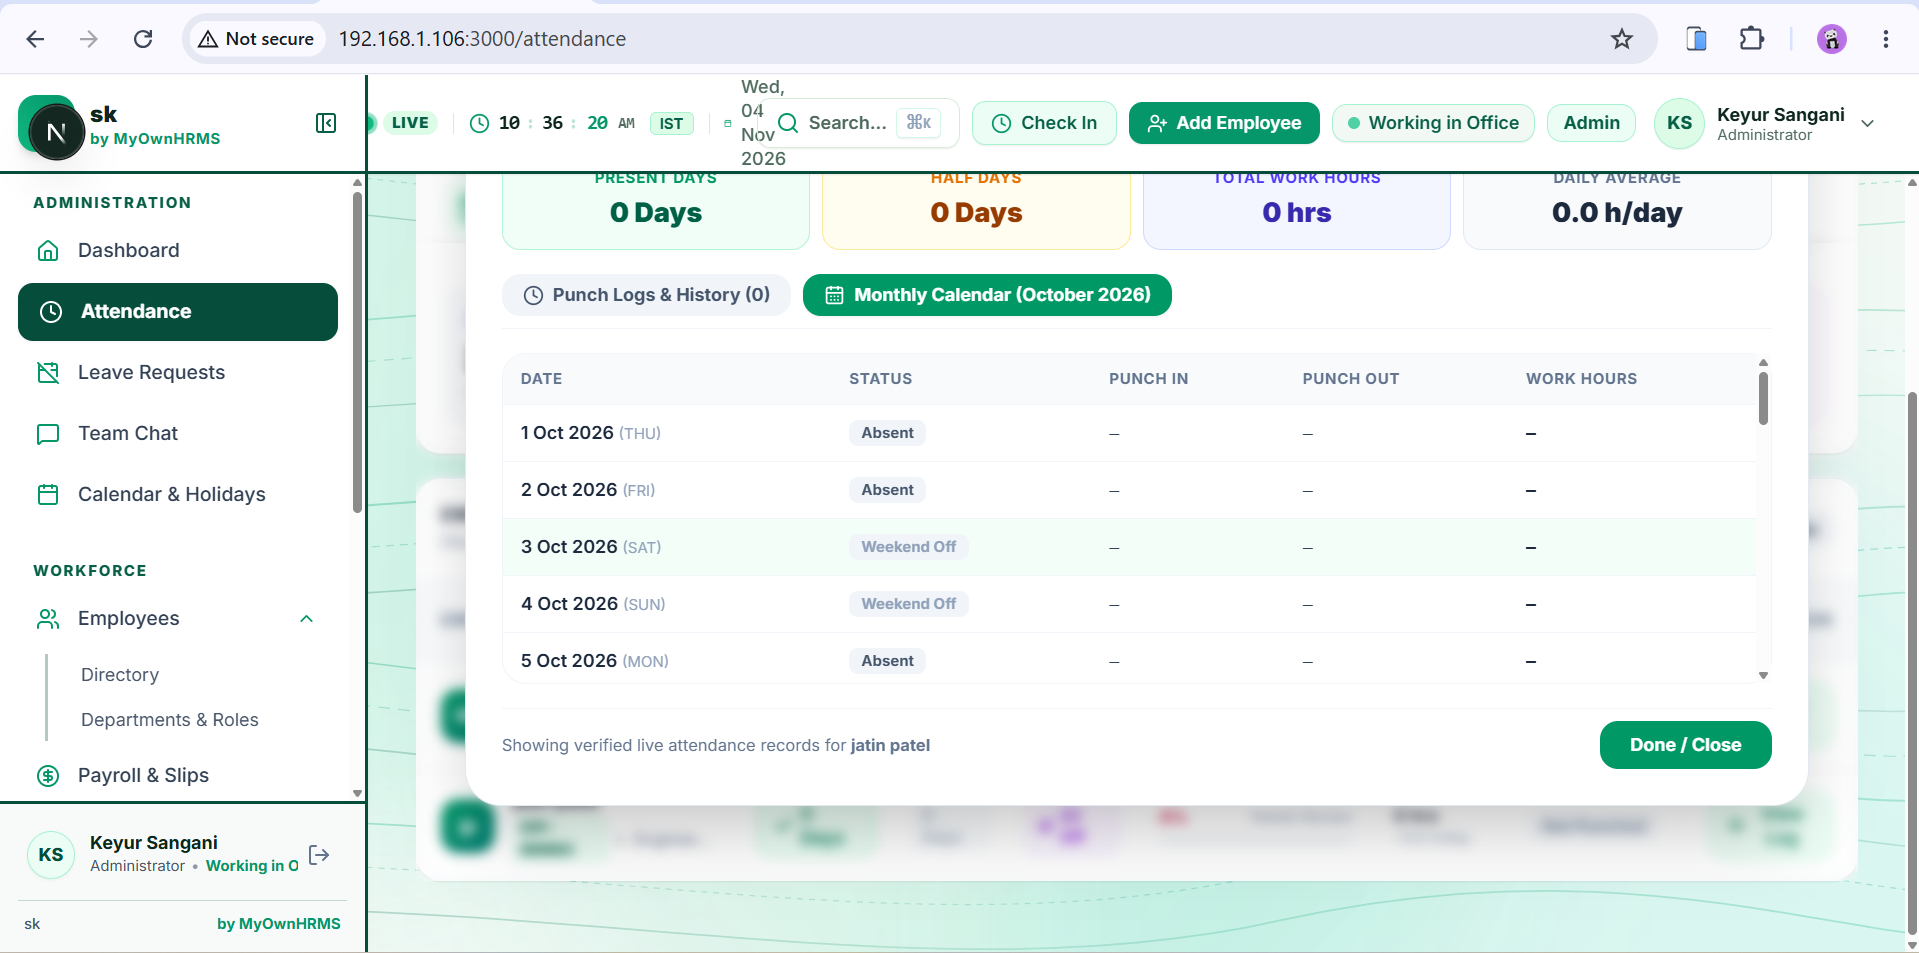 Not secure
192.168.1.106:3000/attendance
N
sk
by MyOwnHRMS
LIVE
10 : 36 : 20 AM
IST
Wed,
04
Nov
2026
Search...
⌘K
Check In
Add Employee
Working in Office
Admin
KS
Keyur Sangani
Administrator
ADMINISTRATION
Dashboard
Attendance
Leave Requests
Team Chat
Calendar & Holidays
WORKFORCE
Employees
Directory
Departments & Roles
Payroll & Slips
KS
Keyur Sangani
Administrator • Working in O
sk
by MyOwnHRMS
PRESENT DAYS
0 Days
HALF DAYS
0 Days
TOTAL WORK HOURS
0 hrs
DAILY AVERAGE
0.0 h/day
Punch Logs & History (0)
Monthly Calendar (October 2026)
DATE STATUS PUNCH IN PUNCH OUT WORK HOURS
1 Oct 2026 (THU) Absent – – –
2 Oct 2026 (FRI) Absent – – –
3 Oct 2026 (SAT) Weekend Off – – –
4 Oct 2026 (SUN) Weekend Off – – –
5 Oct 2026 (MON) Absent – – –
Showing verified live attendance records for jatin patel
Done / Close